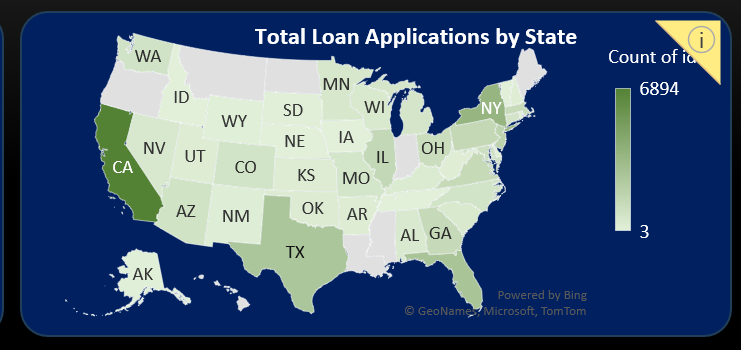 Total Loan Applications by State
i
Count of id
6894
3
WA
MN
ID
SD
WI
NY
WY
NE
IA
NV
UT
CO
IL
OH
CA
KS
MO
AZ
NM
OK
AR
AL
GA
TX
AK
Powered by Bing
© GeoNames, Microsoft, TomTom